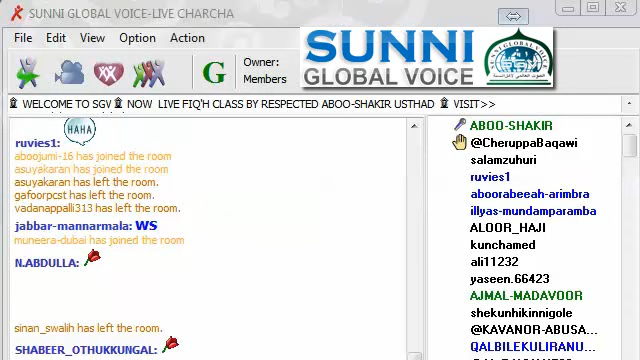 SUNNI GLOBAL VOICE-LIVE CHARCHA
File Edit View Option Action
SUNNI
GLOBAL VOICE
G
Owner:
Members
WELCOME TO SGV NOW LIVE FIQ'H CLASS BY RESPECTED ABOO-SHAKIR USTHAD VISIT>>
HAHA
ruvies1:
aboojumi-16 has joined the room
asuyakaran has joined the room
asuyakaran has left the room.
gafoorpcst has left the room.
vadanappalli313 has left the room.
jabbar-mannarmala: WS
muneera-dubai has joined the room
N.ABDULLA:
sinan_swalih has left the room.
SHABEER_OTHUKKUNGAL:
ABOO-SHAKIR
@CheruppaBaqawi
salamzuhuri
ruvies1
aboorabeeah-arimbra
illyas-mundamparamba
ALOOR_HAJI
kunchamed
ali11232
yaseen.66423
AJMAL-MADAVOOR
shekunhikinnigole
@KAVANOR-ABUSA...
QALBILEKULIRANU...